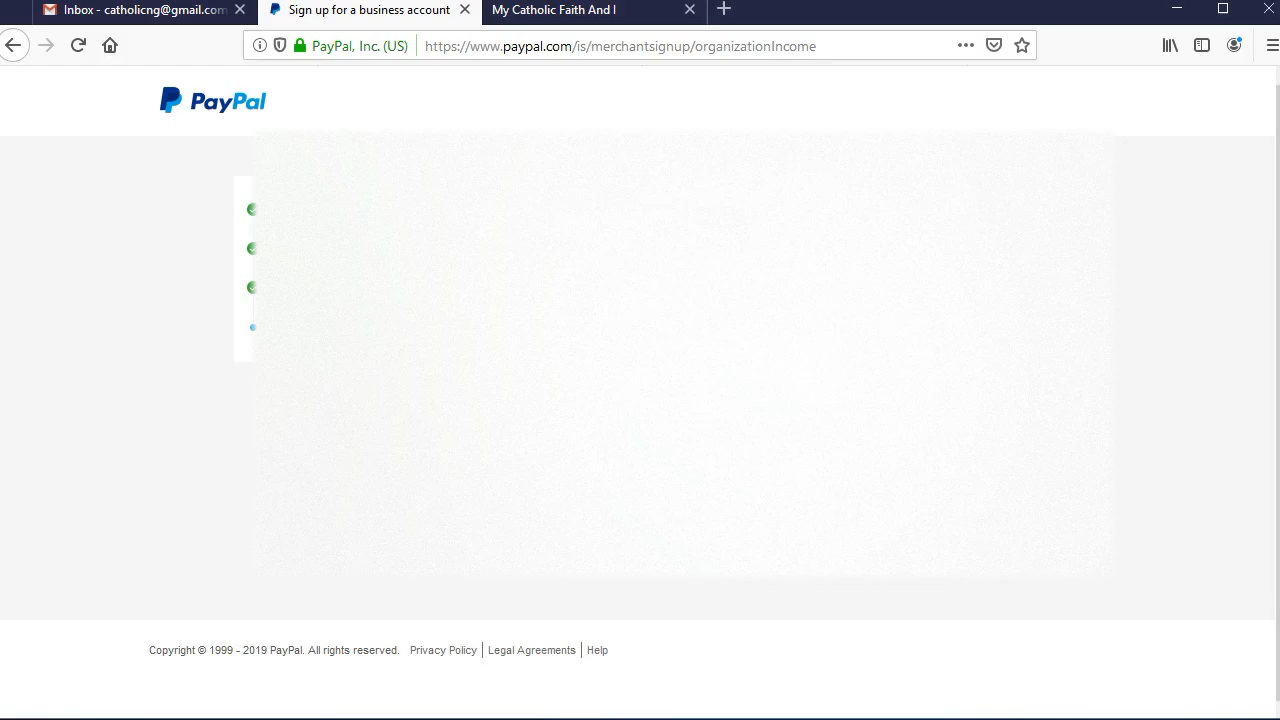 Inbox - catholicng@gmail.com
Sign up for a business account
My Catholic Faith And I
PayPal, Inc. (US)
https://www.paypal.com/is/merchantsignup/organizationIncome
PayPal
Copyright © 1999 - 2019 PayPal. All rights reserved. Privacy Policy Legal Agreements Help